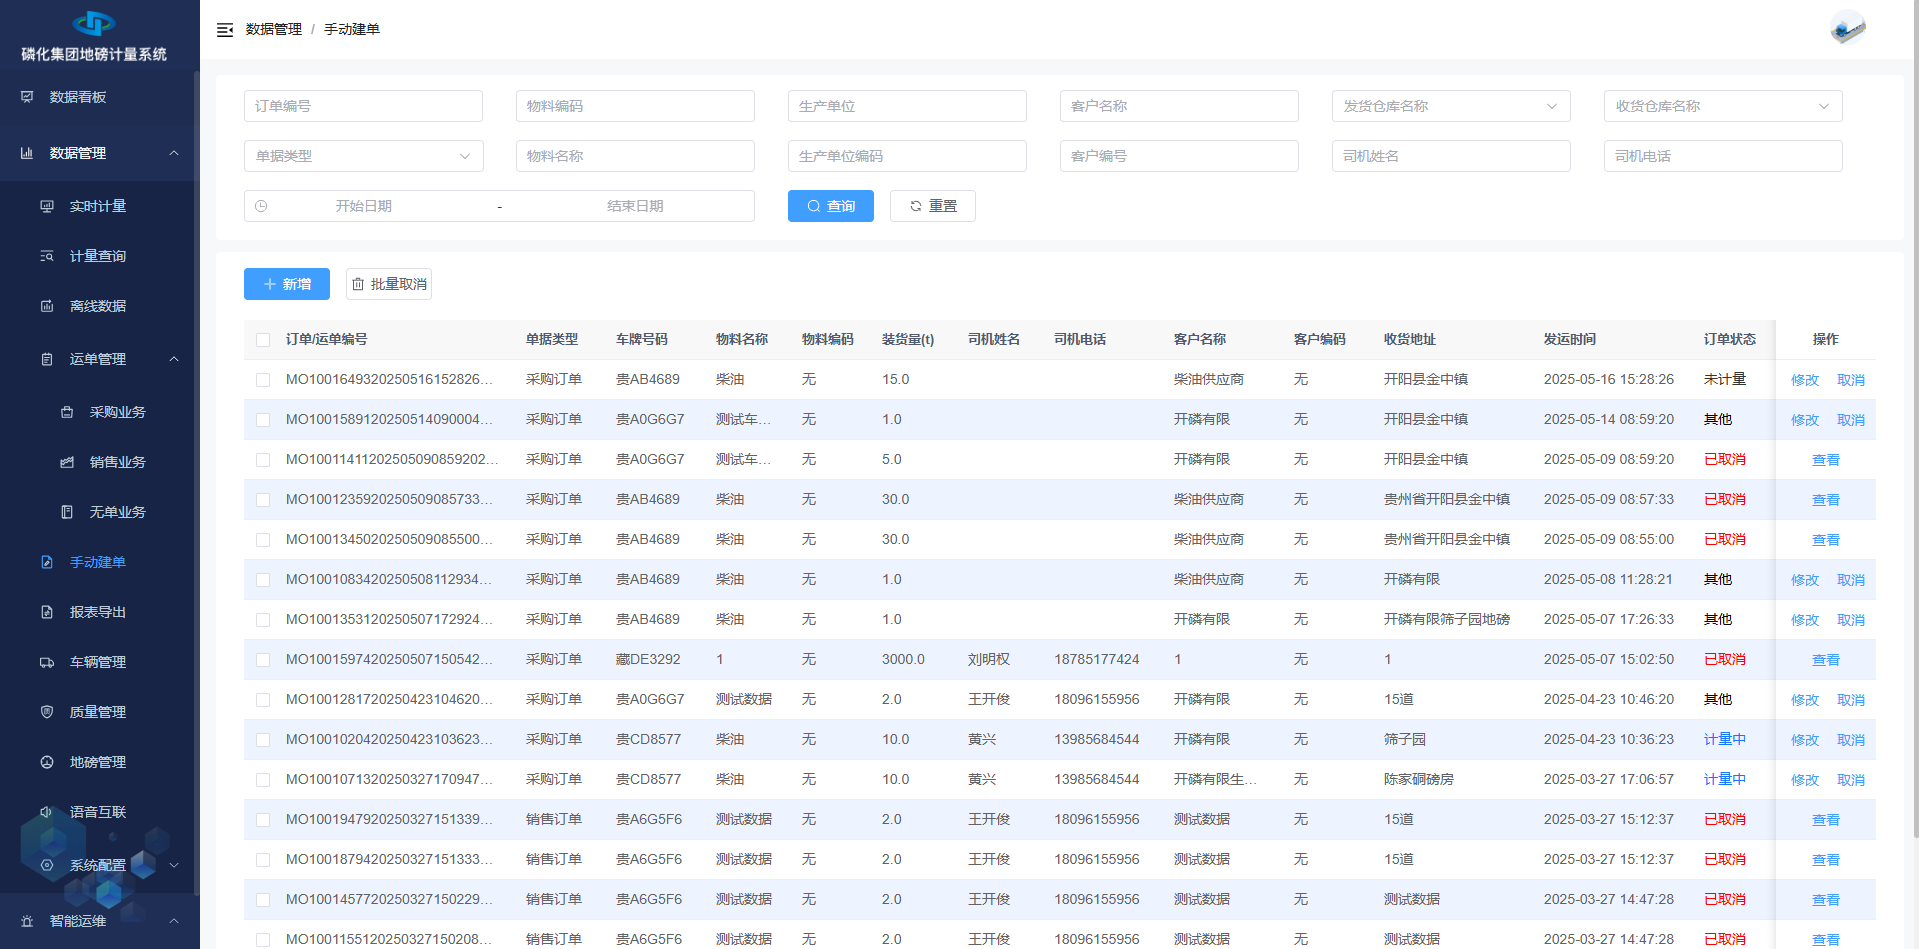 磷化集团地磅计量系统
数据看板
数据管理
实时计量
计量查询
离线数据
运单管理
采购业务
销售业务
无单业务
手动建单
报表导出
车辆管理
质量管理
地磅管理
语音互联
系统配置
智能运维
数据管理 / 手动建单
订单编号 物料编码 生产单位 客户名称 发货仓库名称 收货仓库名称
单据类型 物料名称 生产单位编码 客户编号 司机姓名 司机电话
开始日期 - 结束日期 查询 重置
新增 批量取消
订单/运单编号 单据类型 车牌号码 物料名称 物料编码 装货量(t) 司机姓名 司机电话 客户名称 客户编码 收货地址 发运时间 订单状态 操作
MO1001649320250516152826... 采购订单 贵AB4689 柴油 无 15.0 柴油供应商 无 开阳县金中镇 2025-05-16 15:28:26 未计量 修改 取消
MO1001589120250514090004... 采购订单 贵A0G6G7 测试车... 无 1.0 开磷有限 无 开阳县金中镇 2025-05-14 08:59:20 其他 修改 取消
MO1001141120250509085920​2... 采购订单 贵A0G6G7 测试车... 无 5.0 开磷有限 无 开阳县金中镇 2025-05-09 08:59:20 已取消 查看
MO1001235920250509085733... 采购订单 贵AB4689 柴油 无 30.0 柴油供应商 无 贵州省开阳县金中镇 2025-05-09 08:57:33 已取消 查看
MO1001345020250509085500... 采购订单 贵AB4689 柴油 无 30.0 柴油供应商 无 贵州省开阳县金中镇 2025-05-09 08:55:00 已取消 查看
MO1001083420250508112934... 采购订单 贵AB4689 柴油 无 1.0 柴油供应商 无 开磷有限 2025-05-08 11:28:21 其他 修改 取消
MO1001353120250507172924... 采购订单 贵AB4689 柴油 无 1.0 开磷有限 无 开磷有限筛子园地磅 2025-05-07 17:26:33 其他 修改 取消
MO1001597420250507150542... 采购订单 藏DE3292 1 无 3000.0 刘明权 18785177424 1 无 1 2025-05-07 15:02:50 已取消 查看
MO1001281720250423104620... 采购订单 贵A0G6G7 测试数据 无 2.0 王开俊 18096155956 开磷有限 无 15道 2025-04-23 10:46:20 其他 修改 取消
MO1001020420250423103623... 采购订单 贵CD8577 柴油 无 10.0 黄兴 13985684544 开磷有限 无 筛子园 2025-04-23 10:36:23 计量中 修改 取消
MO1001071320250327170947... 采购订单 贵CD8577 柴油 无 10.0 黄兴 13985684544 开磷有限生... 无 陈家硐磅房 2025-03-27 17:06:57 计量中 修改 取消
MO1001947920250327151339... 销售订单 贵A6G5F6 测试数据 无 2.0 王开俊 18096155956 测试数据 无 15道 2025-03-27 15:12:37 已取消 查看
MO1001879420250327151333... 销售订单 贵A6G5F6 测试数据 无 2.0 王开俊 18096155956 测试数据 无 15道 2025-03-27 15:12:37 已取消 查看
MO1001457720250327150229... 销售订单 贵A6G5F6 测试数据 无 2.0 王开俊 18096155956 测试数据 无 测试数据 2025-03-27 14:47:28 已取消 查看
MO1001155120250327150208... 销售订单 贵A6G5F6 测试数据 无 2.0 王开俊 18096155956 测试数据 无 测试数据 2025-03-27 14:47:28 已取消 查看